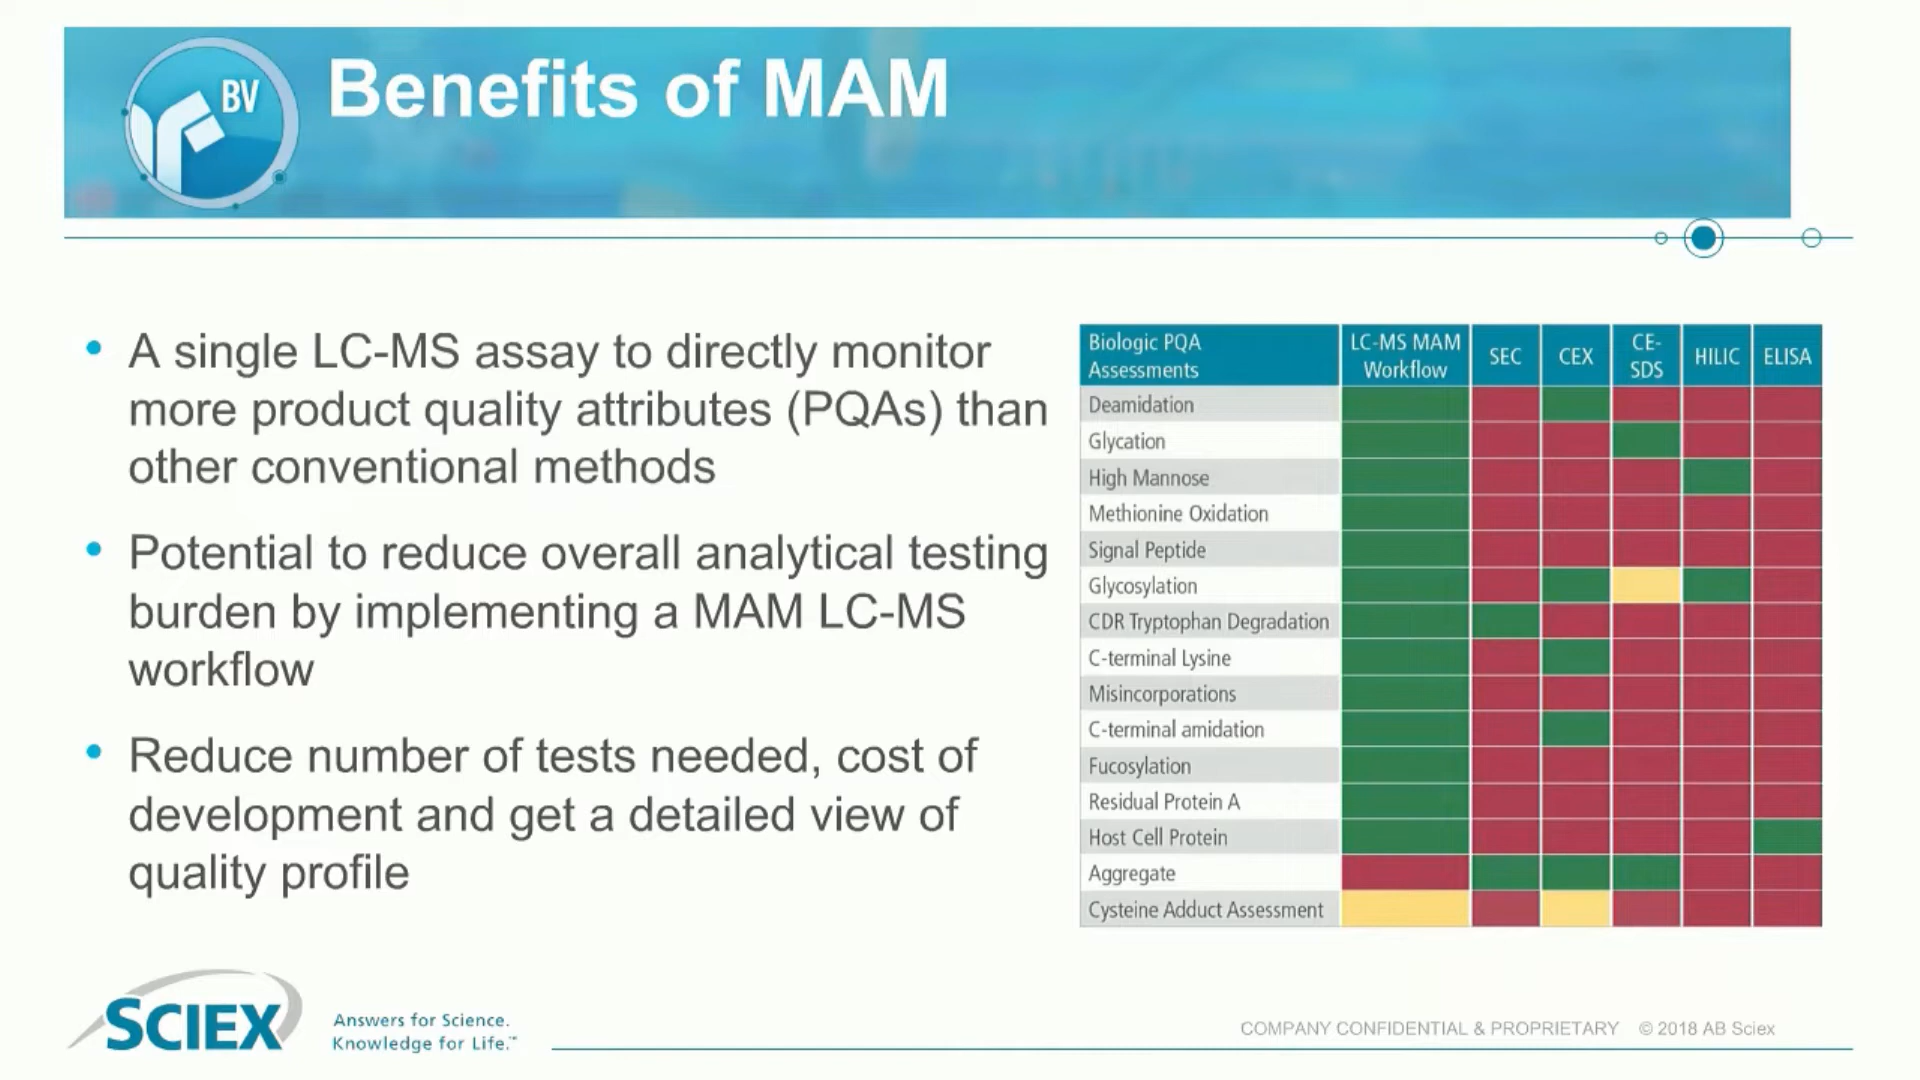 BV
Benefits of MAM
• A single LC-MS assay to directly monitor
more product quality attributes (PQAs) than
other conventional methods
• Potential to reduce overall analytical testing
burden by implementing a MAM LC-MS
workflow
• Reduce number of tests needed, cost of
development and get a detailed view of
quality profile
Biologic PQA
Assessments
LC-MS MAM
Workflow
SEC
CEX
CE-
SDS
HILIC
ELISA
Deamidation
Glycation
High Mannose
Methionine Oxidation
Signal Peptide
Glycosylation
CDR Tryptophan Degradation
C-terminal Lysine
Misincorporations
C-terminal amidation
Fucosylation
Residual Protein A
Host Cell Protein
Aggregate
Cysteine Adduct Assessment
SCIEX
Answers for Science.
Knowledge for Life.™
COMPANY CONFIDENTIAL & PROPRIETARY © 2018 AB Sciex